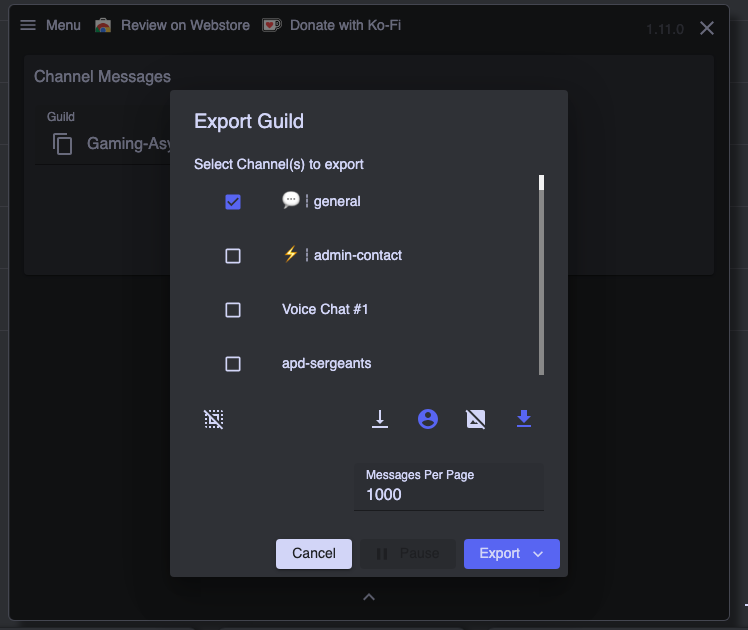 Menu Review on Webstore Donate with Ko-Fi 1.11.0
Channel Messages
Guild
Gaming-Asy
Export Guild
Select Channel(s) to export
💬┆general
⚡┆admin-contact
Voice Chat #1
apd-sergeants
Messages Per Page
1000
Cancel Pause Export